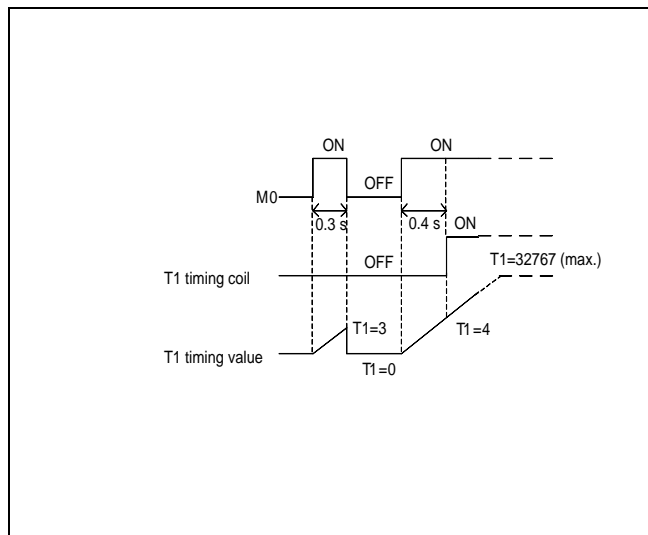 ON
ON
OFF
M0
0.3 s
0.4 s
ON
T1=32767 (max.)
OFF
T1 timing coil
T1=3
T1=4
T1 timing value
T1=0